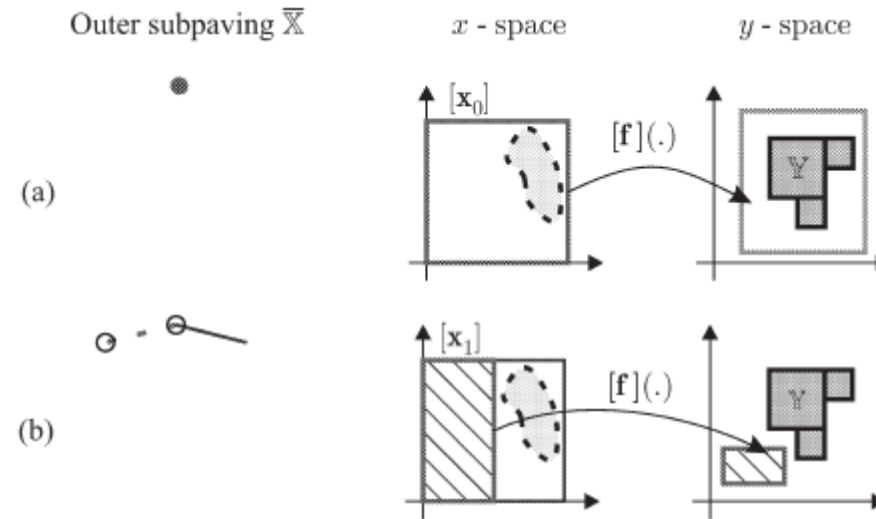 Outer subpaving 𝕏̅ x - space y - space
[x₀]
[f](.)
𝕐
(a)
[x₁]
[f](.)
𝕐
(b)